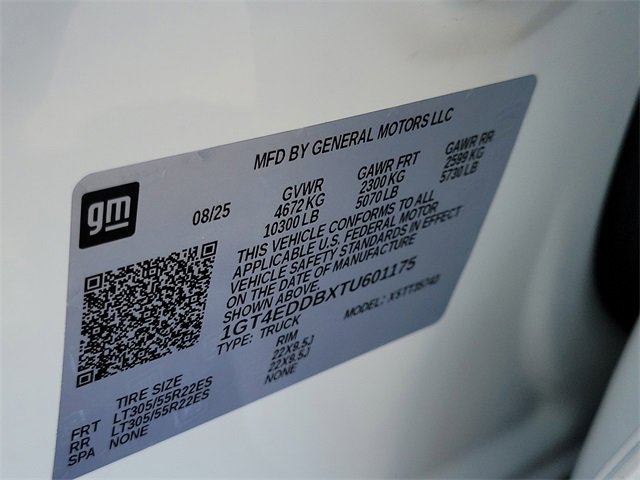 MFD BY GENERAL MOTORS LLC
gm
08/25
GVWR GAWR FRT GAWR RR
4672 KG 2300 KG 2599 KG
10300 LB 5070 LB 5730 LB
THIS VEHICLE CONFORMS TO ALL
APPLICABLE U.S. FEDERAL MOTOR
VEHICLE SAFETY STANDARDS IN EFFECT
ON THE DATE OF MANUFACTURE
SHOWN ABOVE.
1GT4EDDBXTU601175
TYPE: TRUCK MODEL:
TIRE SIZE RIM
FRT LT305/55R22ES 22X9.5J
RR LT305/55R22ES 22X9.5J
SPA NONE NONE